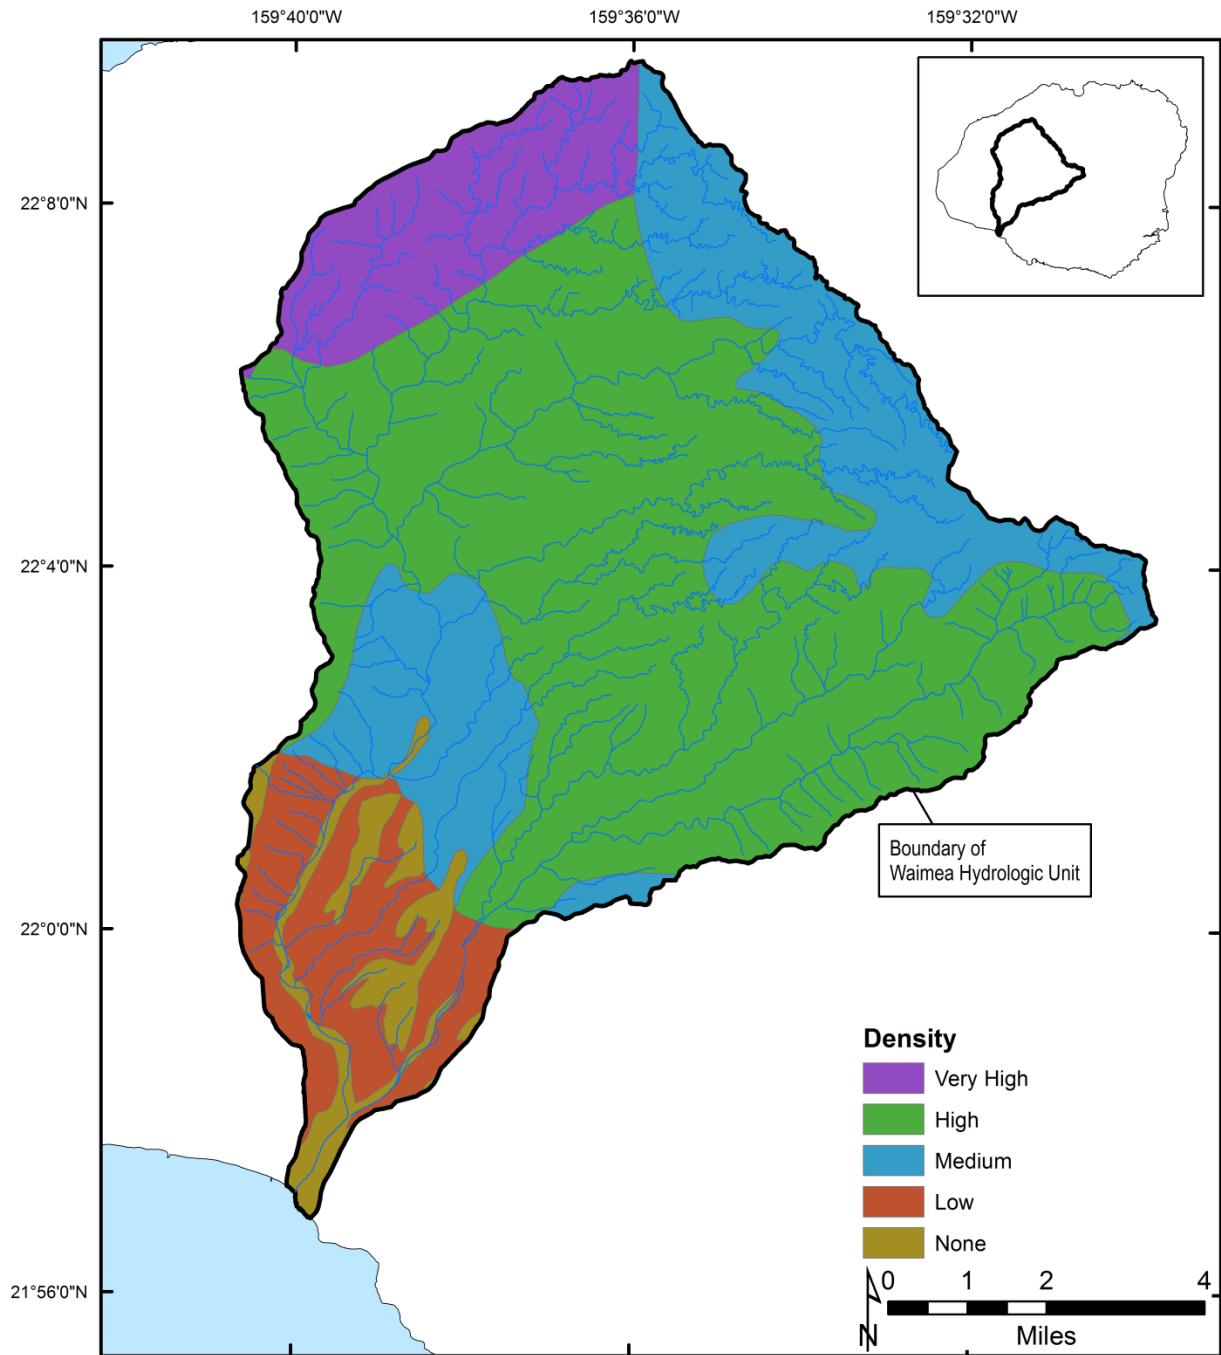 159°40'0"W 159°36'0"W 159°32'0"W
22°8'0"N
22°4'0"N
Boundary of
Waimea Hydrologic Unit
22°0'0"N
Density
Very High
High
Medium
Low
None
21°56'0"N
0 1 2 4
N
Miles